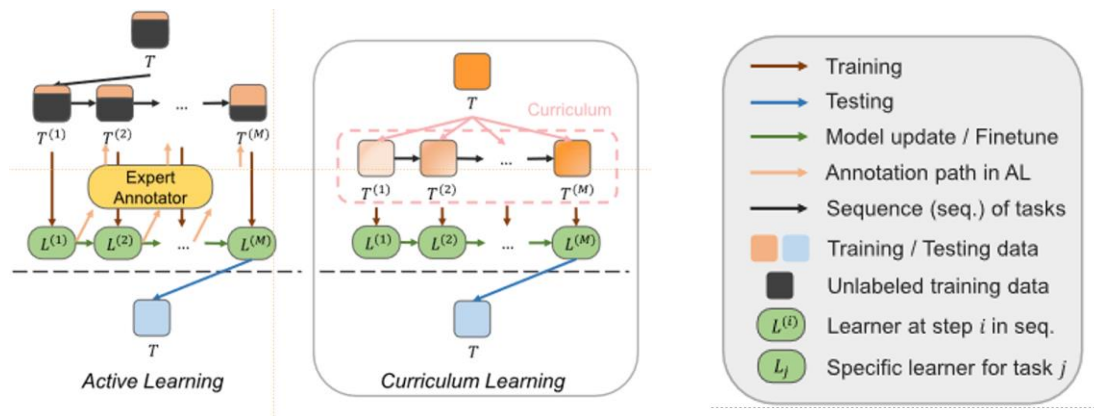 T
T^(1) T^(2) ... T^(M)
Expert
Annotator
L^(1) L^(2) ... L^(M)
T
Active Learning
T
Curriculum
...
T^(1) T^(2) T^(M)
L^(1) L^(2) ... L^(M)
T
Curriculum Learning
Training
Testing
Model update / Finetune
Annotation path in AL
Sequence (seq.) of tasks
Training / Testing data
Unlabeled training data
L^(i) Learner at step i in seq.
L_j Specific learner for task j